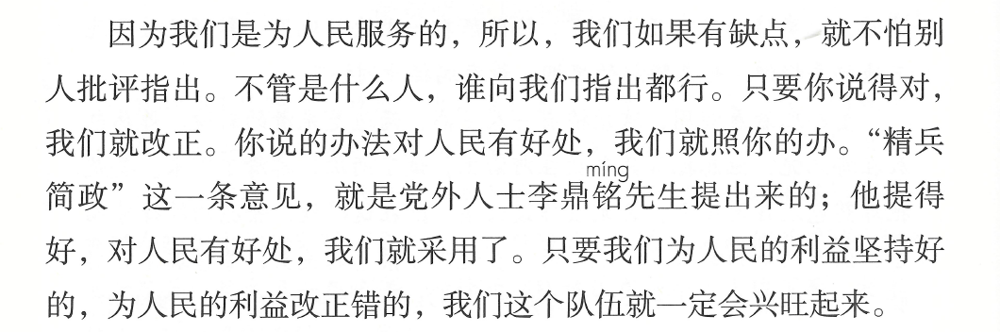 因为我们是为人民服务的，所以，我们如果有缺点，就不怕别
人批评指出。不管是什么人，谁向我们指出都行。只要你说得对，
我们就改正。你说的办法对人民有好处，我们就照你的办。“精兵
míng
简政”这一条意见，就是党外人士李鼎铭先生提出来的；他提得
好，对人民有好处，我们就采用了。只要我们为人民的利益坚持好
的，为人民的利益改正错的，我们这个队伍就一定会兴旺起来。